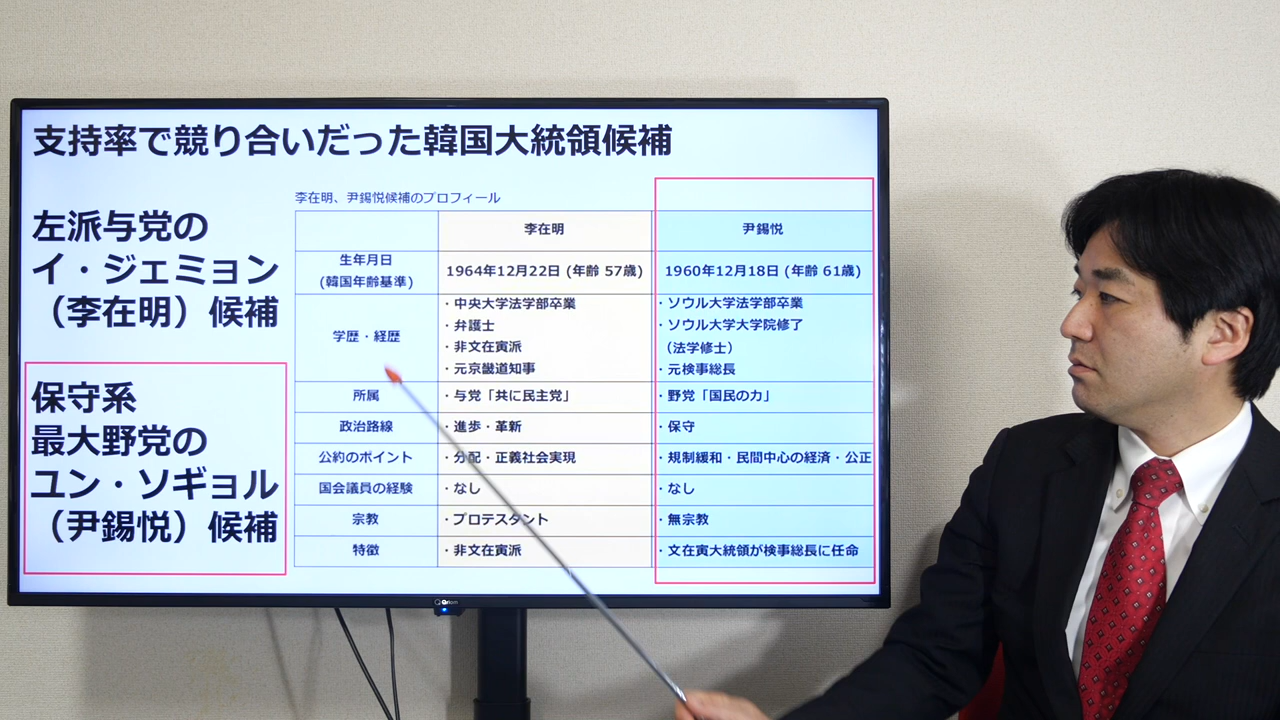 支持率で競り合いだった韓国大統領候補
左派与党の
イ・ジェミョン
（李在明）候補
保守系
最大野党の
ユン・ソギョル
（尹錫悦）候補
李在明、尹錫悦候補のプロフィール
李在明 尹錫悦
生年月日
(韓国年齢基準)
1964年12月22日 (年齢 57歳) 1960年12月18日 (年齢 61歳)
学歴・経歴
・中央大学法学部卒業
・弁護士
・非文在寅派
・元京畿道知事
・ソウル大学法学部卒業
・ソウル大学大学院修了
（法学修士）
・元検事総長
所属 ・与党「共に民主党」 ・野党「国民の力」
政治路線 ・進歩・革新 ・保守
公約のポイント ・分配・正義社会実現 ・規制緩和・民間中心の経済・公正
国会議員の経験 ・なし ・なし
宗教 ・プロテスタント ・無宗教
特徴 ・非文在寅派 ・文在寅大統領が検事総長に任命
Orion